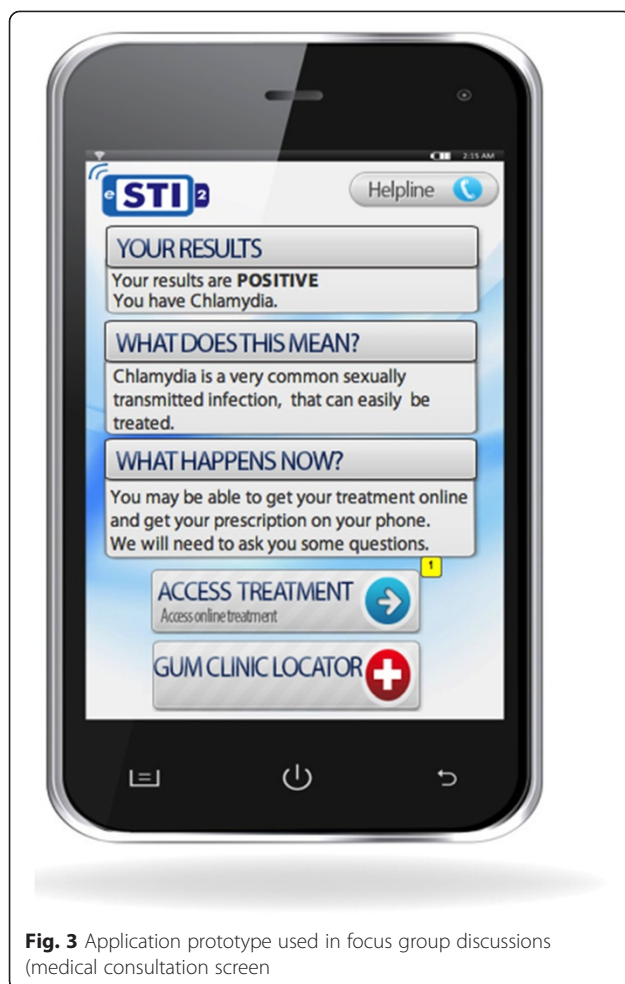 2:15 AM
eSTI2
Helpline
YOUR RESULTS
Your results are POSITIVE
You have Chlamydia.
WHAT DOES THIS MEAN?
Chlamydia is a very common sexually
transmitted infection, that can easily be
treated.
WHAT HAPPENS NOW?
You may be able to get your treatment online
and get your prescription on your phone.
We will need to ask you some questions.
1
ACCESS TREATMENT
Access online treatment
GUM CLINIC LOCATOR
Fig. 3 Application prototype used in focus group discussions
(medical consultation screen